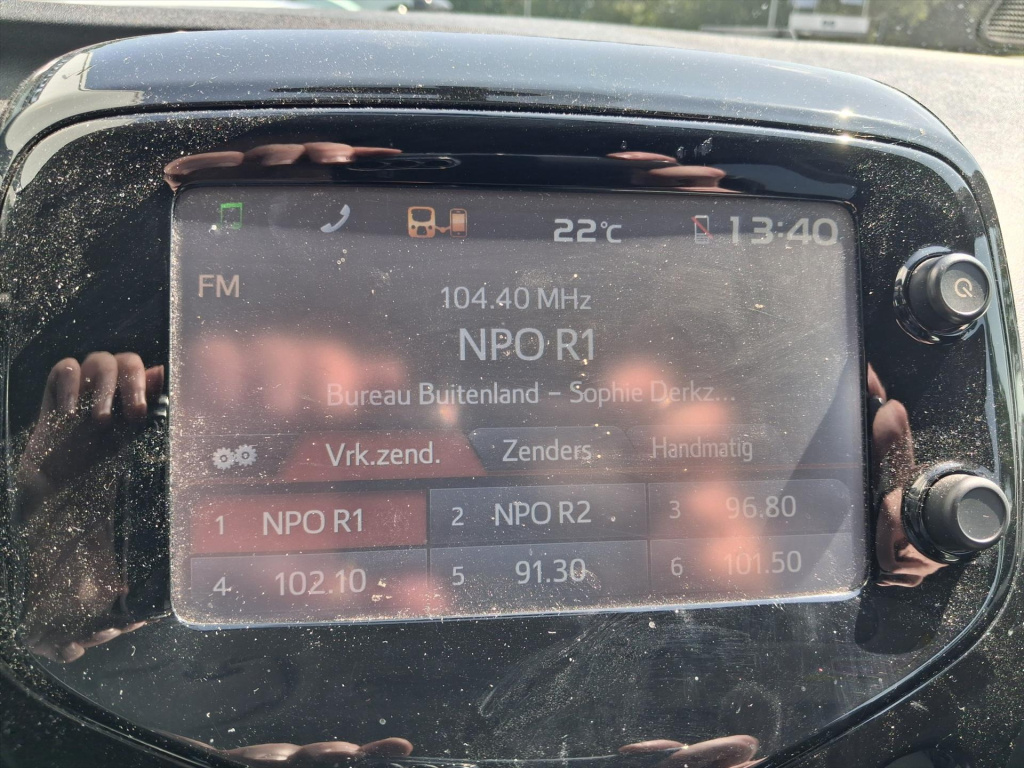 22°C 13:40
FM
104.40 MHz
NPO R1
Bureau Buitenland – Sophie Derkz...
Vrk.zend. Zenders Handmatig
1 NPO R1 2 NPO R2 3 96.80
4 102.10 5 91.30 6 101.50